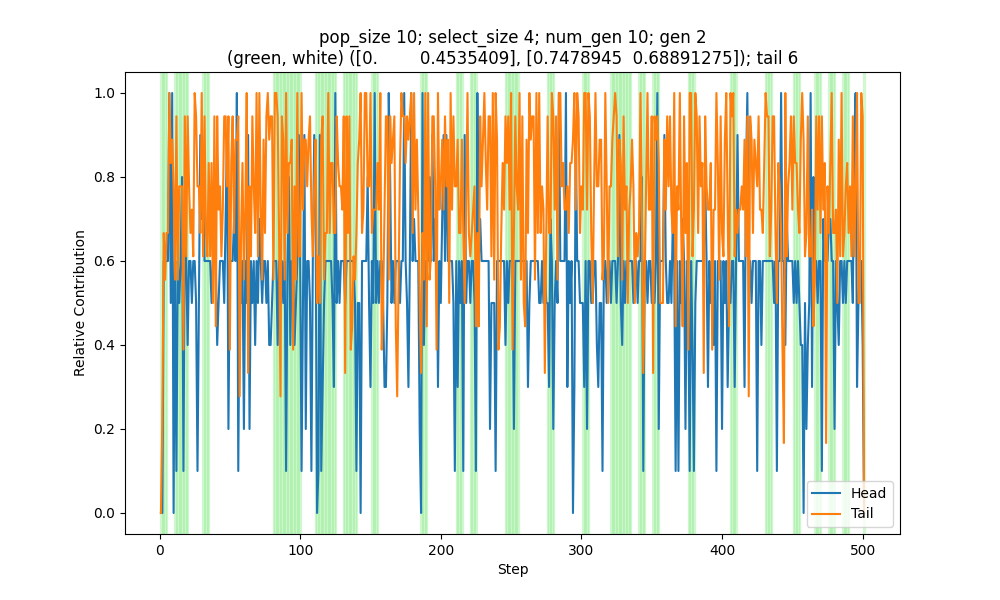 pop_size 10; select_size 4; num_gen 10; gen 2
(green, white) ([0. 0.4535409], [0.7478945 0.68891275]); tail 6
1.0
0.8
0.6
0.4
0.2
0.0
Relative Contribution
Head
Tail
0 100 200 300 400 500
Step